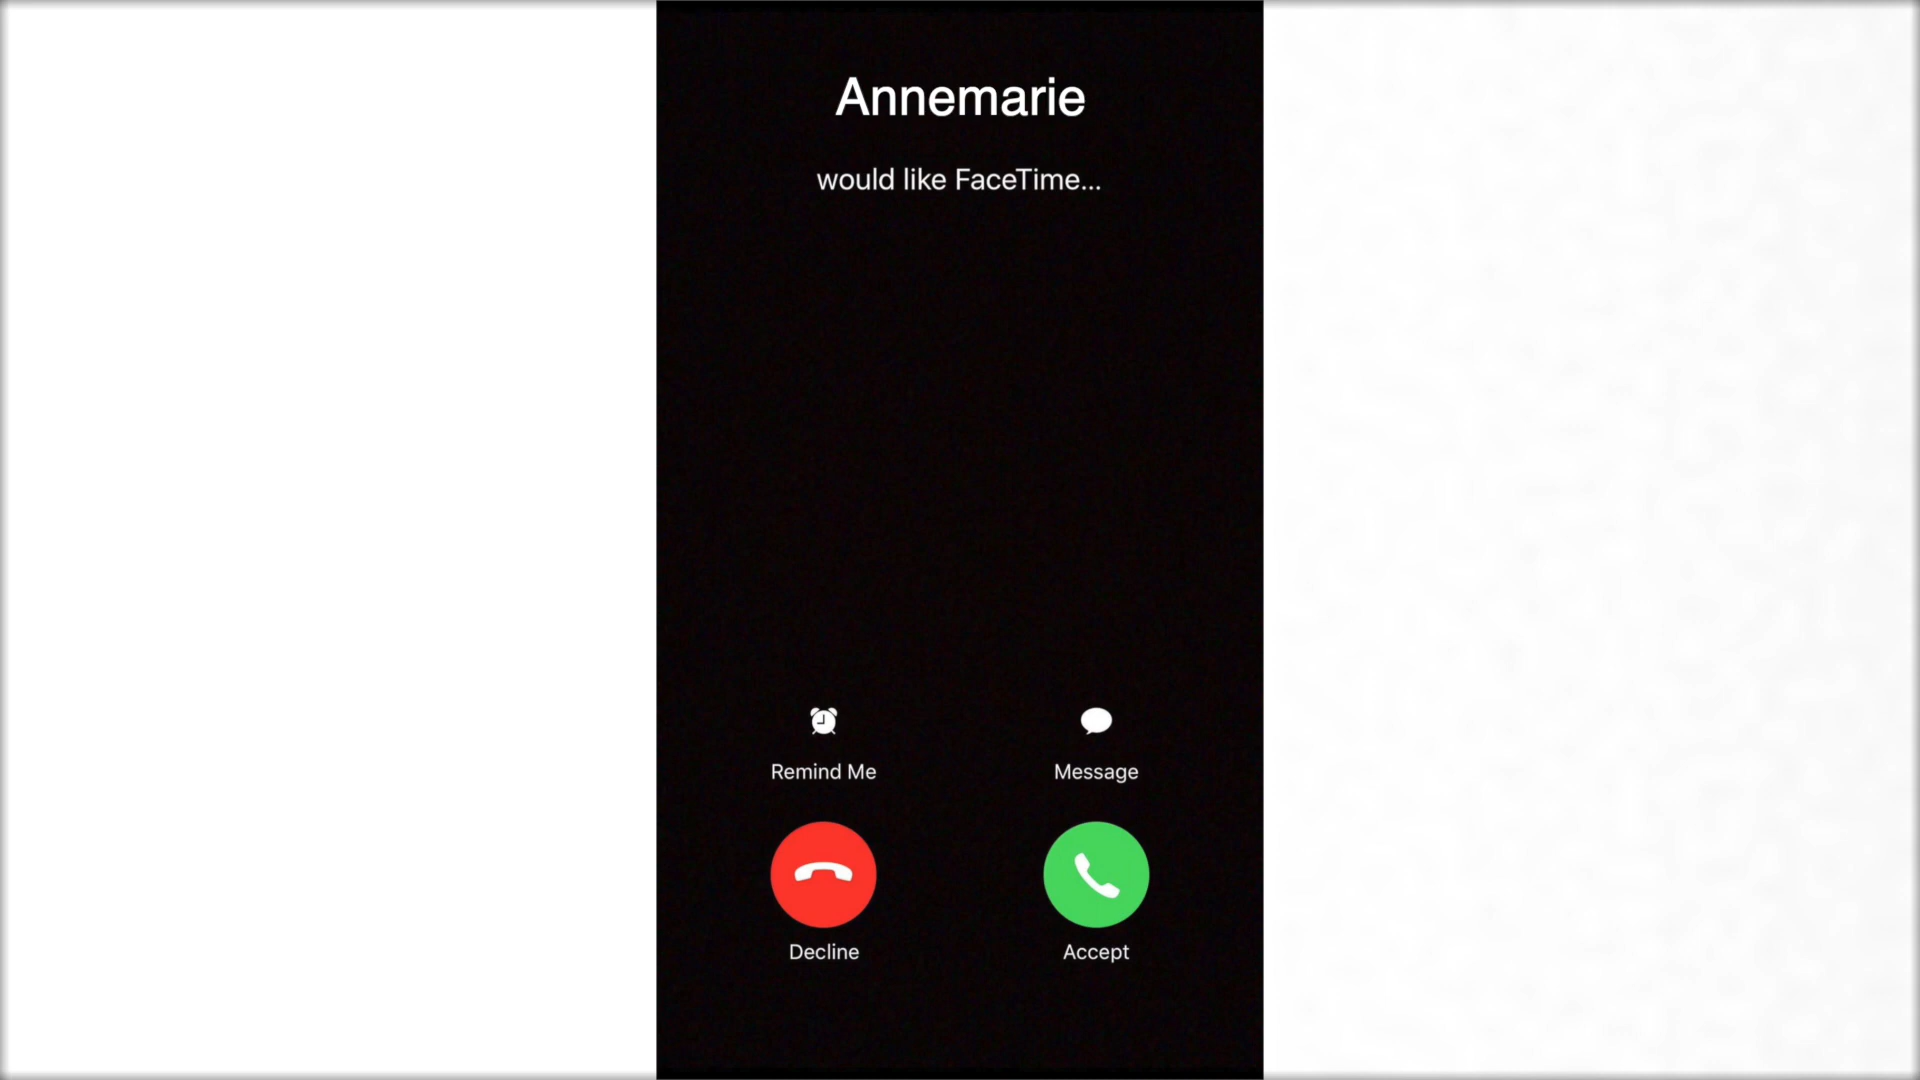 Annemarie
would like FaceTime...
Remind Me
Message
Decline
Accept